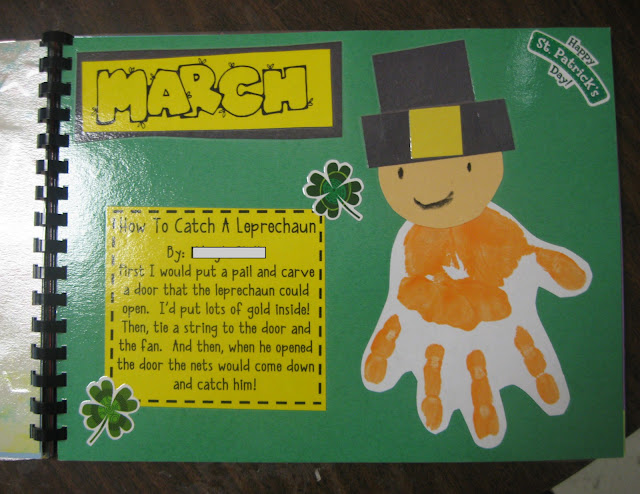 MARCH
Happy
St. Patrick's
Day!
How To Catch A Leprechaun
By:
First I would put a pail and carve
a door that the leprechaun could
open. I'd put lots of gold inside!
Then, tie a string to the door and
the fan. And then, when he opened
the door the nets would come down
and catch him!